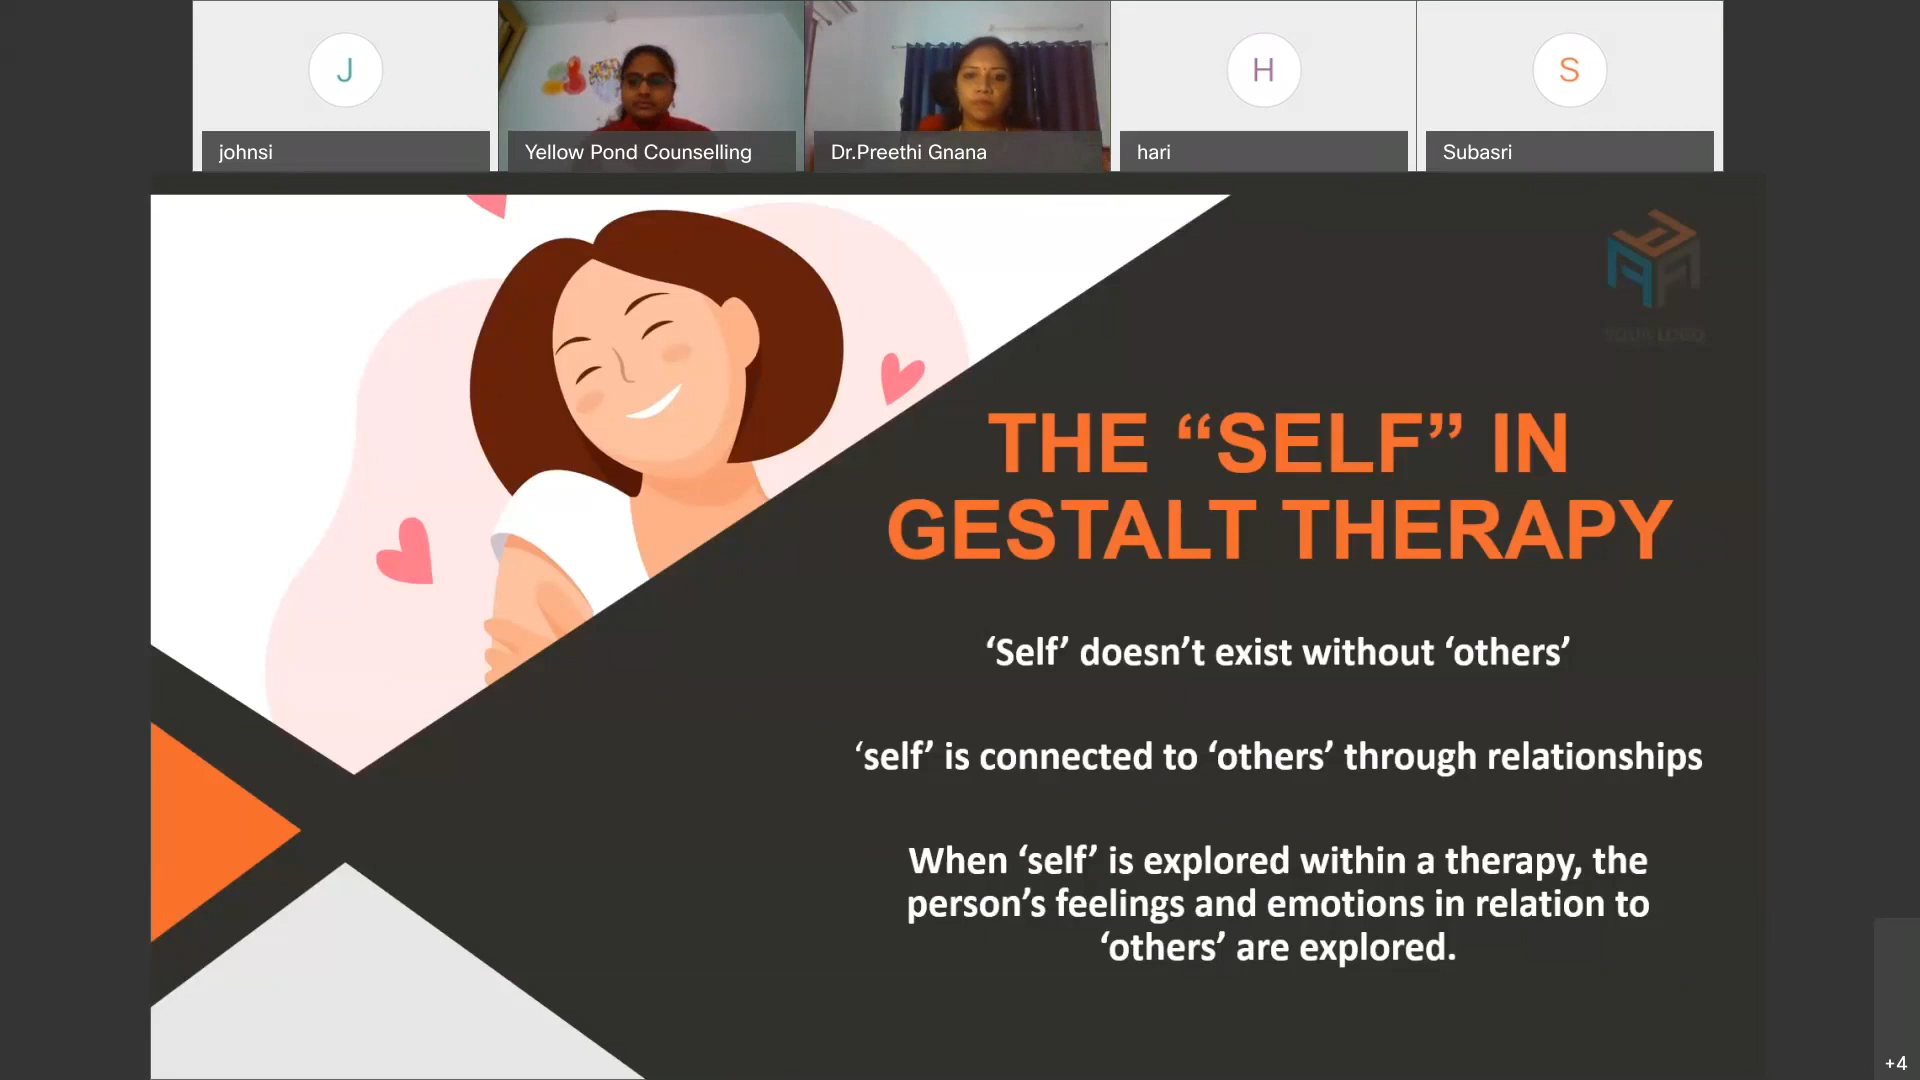 J
H
S
johnsi
Yellow Pond Counselling
Dr.Preethi Gnana
hari
Subasri
YOUR LOGO
THE “SELF” IN
GESTALT THERAPY
‘Self’ doesn’t exist without ‘others’
‘self’ is connected to ‘others’ through relationships
When ‘self’ is explored within a therapy, the
person’s feelings and emotions in relation to
‘others’ are explored.
+4